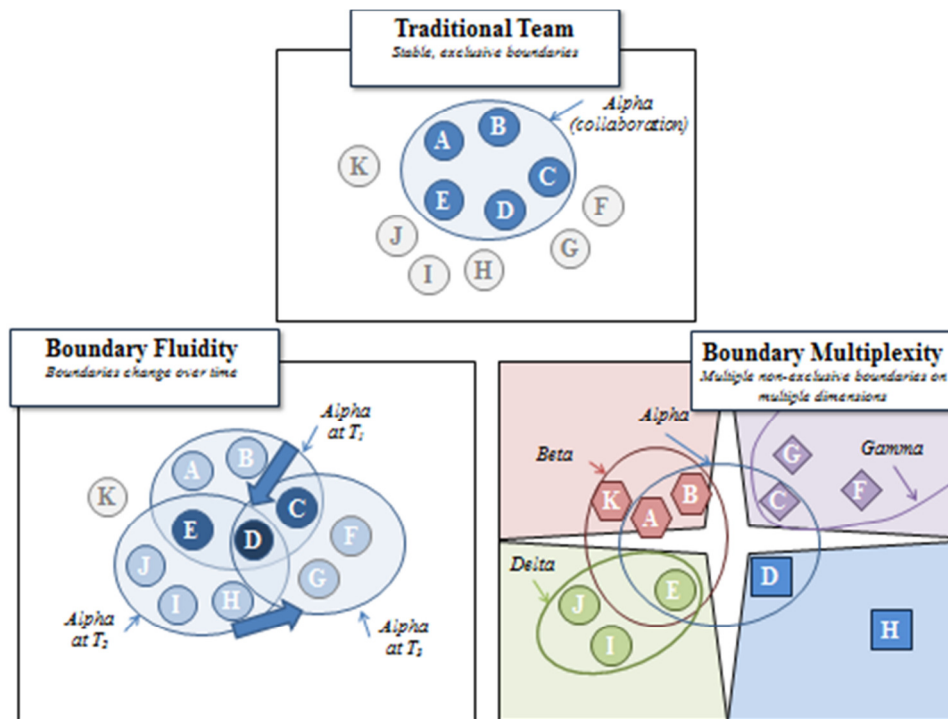 Traditional Team
Stable, exclusive boundaries
Alpha
(collaboration)
A
B
K
C
E
D
F
J
G
I
H
Boundary Fluidity
Boundaries change over time
Alpha
at T1
A
B
K
C
E
D
F
J
G
I
H
Alpha
at T2
Alpha
at T3
Boundary Multiplexity
Multiple non-exclusive boundaries on
multiple dimensions
Alpha
Beta
Gamma
G
K
B
C
F
A
Delta
D
J
E
I
H